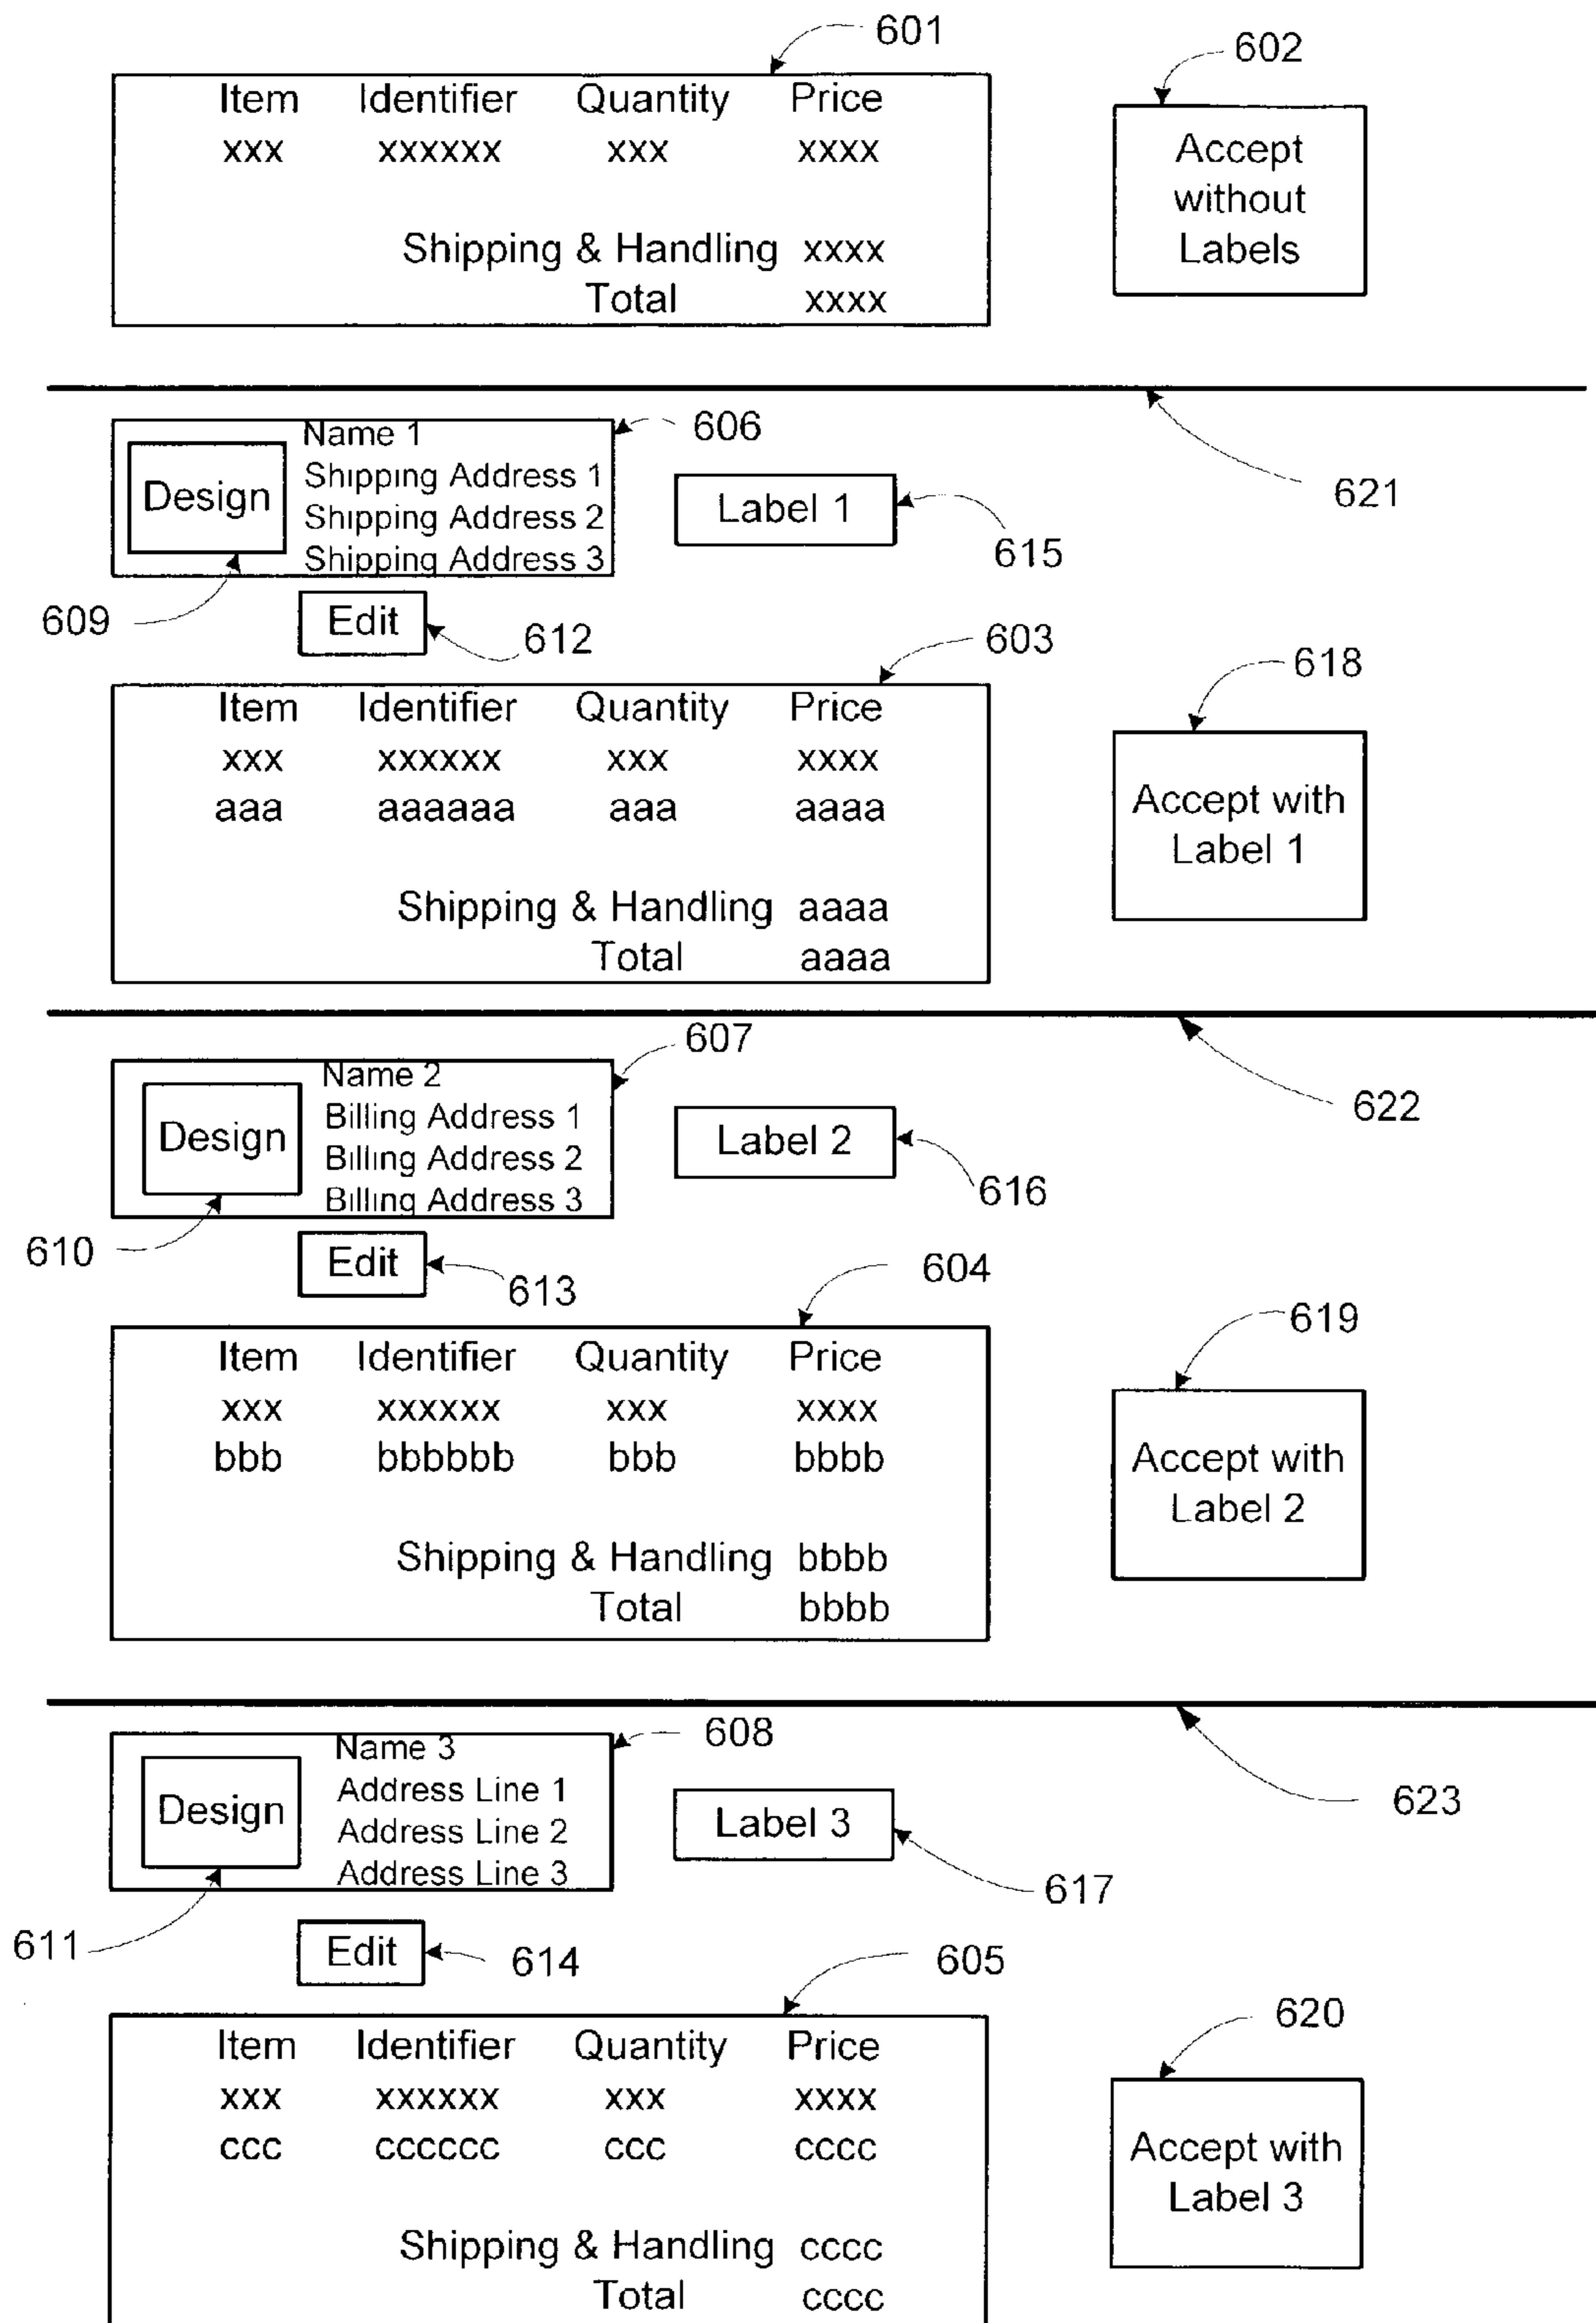 601
602
Item Identifier Quantity Price
xxx xxxxxx xxx xxxx
Shipping & Handling xxxx
Total xxxx
Accept
without
Labels
621
606
Name 1
Shipping Address 1
Shipping Address 2
Shipping Address 3
Design
Label 1
615
609
Edit
612
603
618
Item Identifier Quantity Price
xxx xxxxxx xxx xxxx
aaa aaaaaa aaa aaaa
Shipping & Handling aaaa
Total aaaa
Accept with
Label 1
622
607
Name 2
Billing Address 1
Billing Address 2
Billing Address 3
Design
Label 2
616
610
Edit
613
604
619
Item Identifier Quantity Price
xxx xxxxxx xxx xxxx
bbb bbbbbb bbb bbbb
Shipping & Handling bbbb
Total bbbb
Accept with
Label 2
623
608
Name 3
Address Line 1
Address Line 2
Address Line 3
Design
Label 3
617
611
Edit
614
605
620
Item Identifier Quantity Price
xxx xxxxxx xxx xxxx
ccc cccccc ccc cccc
Shipping & Handling cccc
Total cccc
Accept with
Label 3